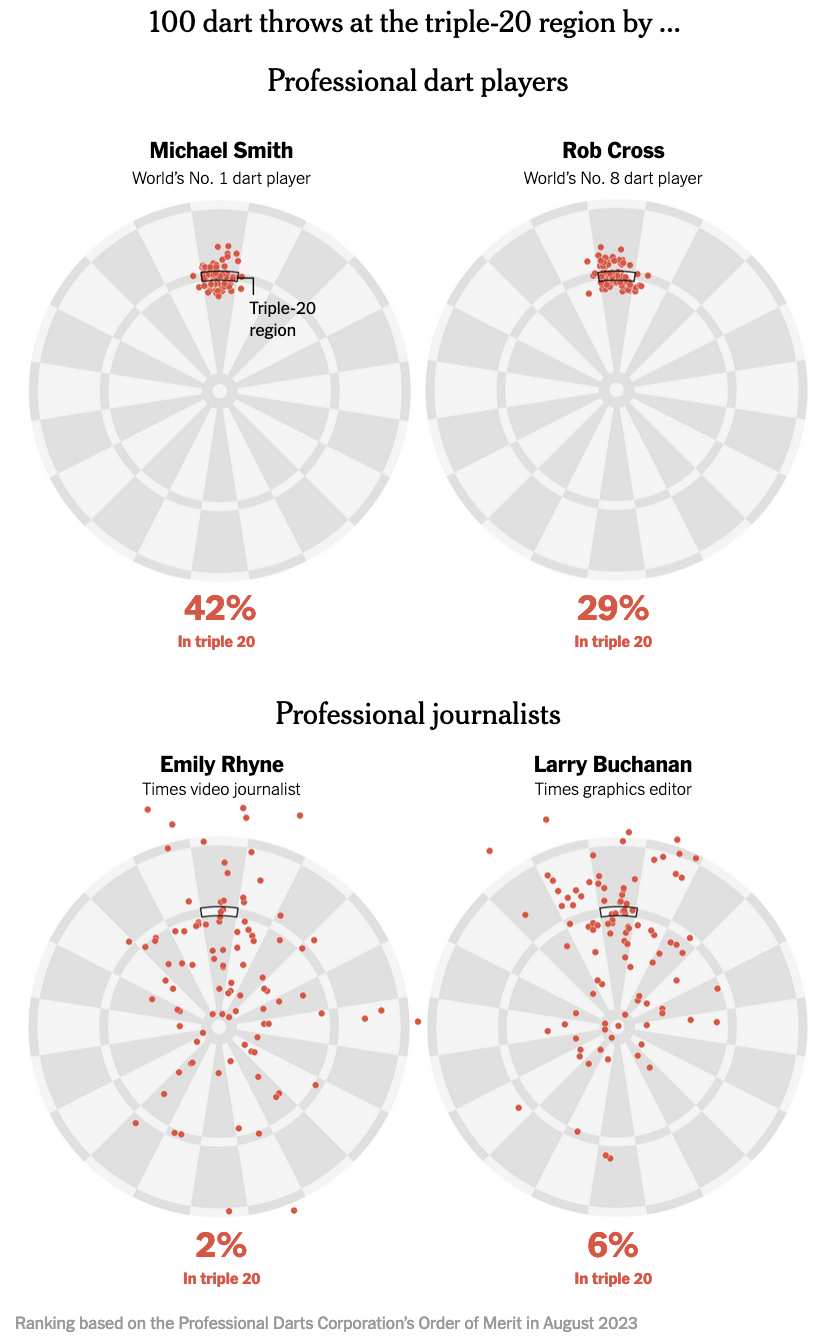 100 dart throws at the triple-20 region by ...
Professional dart players
Michael Smith
World's No. 1 dart player
Rob Cross
World's No. 8 dart player
Triple-20
region
42%
In triple 20
29%
In triple 20
Professional journalists
Emily Rhyne
Times video journalist
Larry Buchanan
Times graphics editor
2%
In triple 20
6%
In triple 20
Ranking based on the Professional Darts Corporation's Order of Merit in August 2023